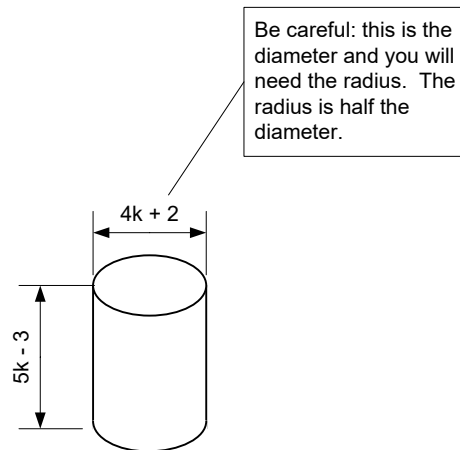 Be careful: this is the
diameter and you will
need the radius.  The
radius is half the
diameter.
4k + 2
5k - 3